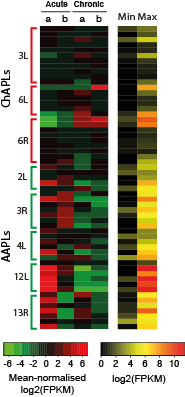 Acute Chronic
a b a b Min Max
ChAPLs
3L
6L
6R
AAPLs
2L
3R
4L
12L
13R
-6 -4 -2 0 2 4 6
0 2 4 6 8 10
Mean-normalised
log2(FPKM)
log2(FPKM)